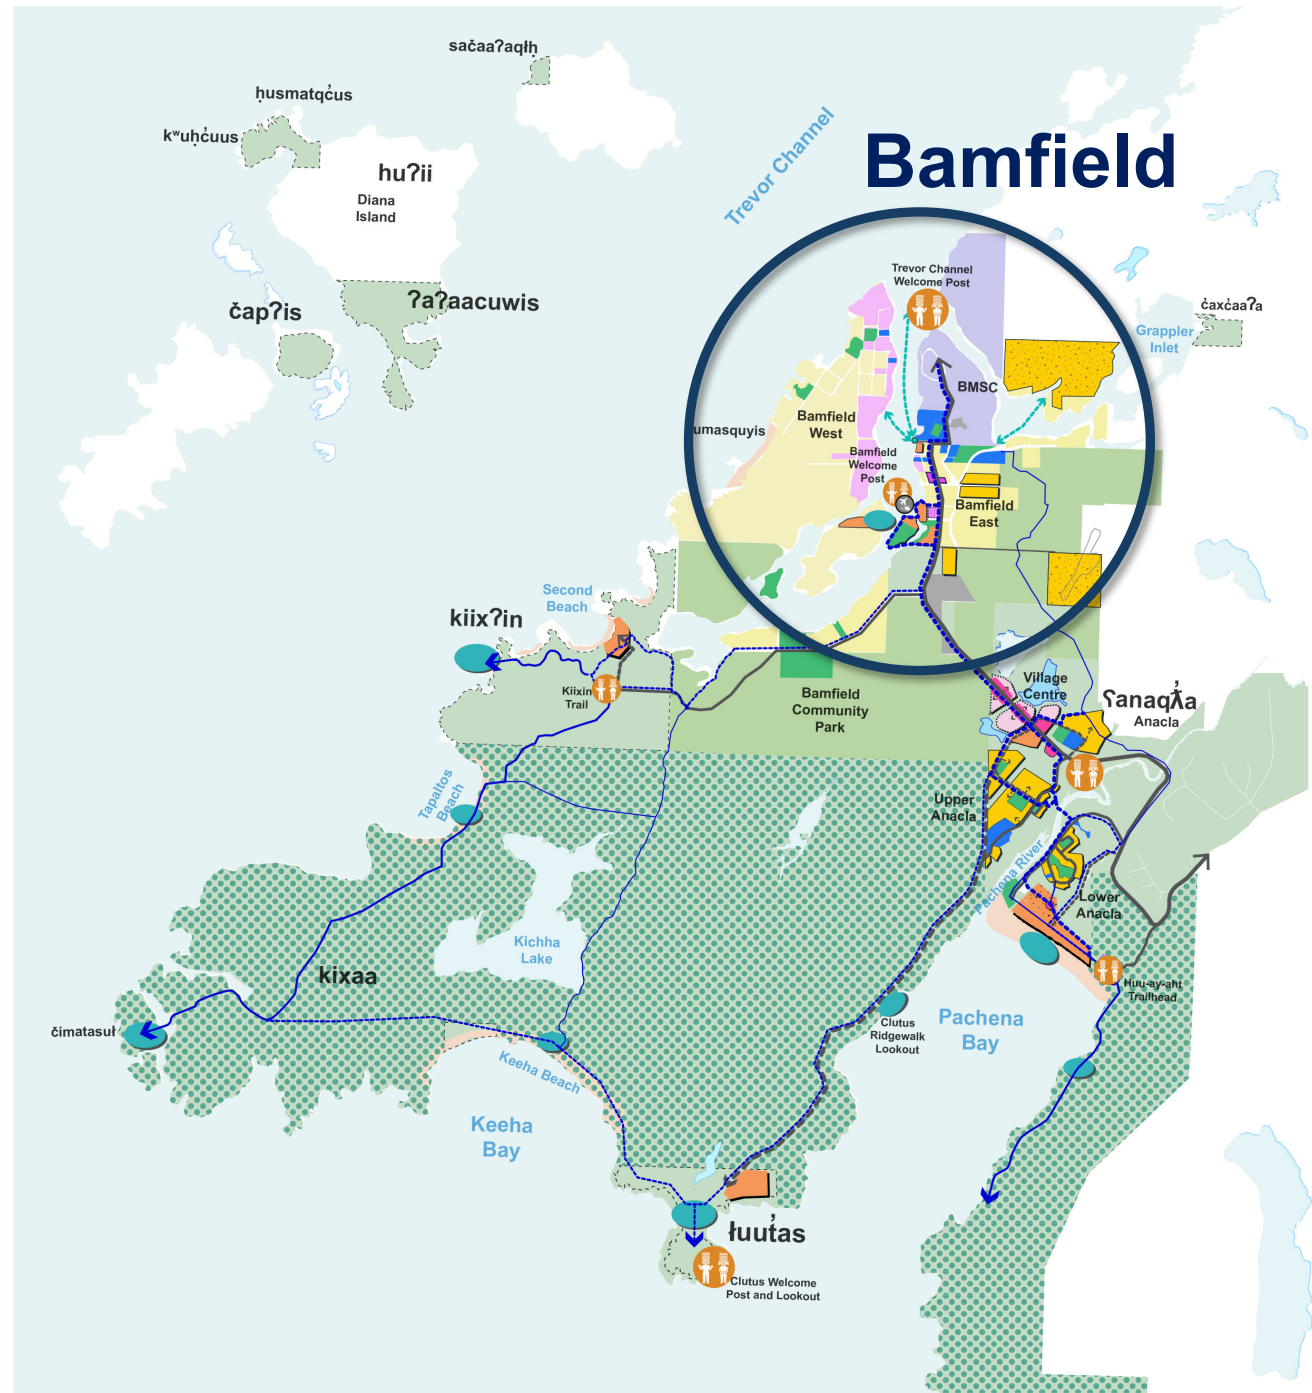 sačaaʔaqłḥ
ḥusmatqc̓us
kʷuḥc̓uus
huʔii
Diana
Island
Trevor Channel
Bamfield
čapʔis
ʔaʔaacuwis
Trevor Channel
Welcome Post
c̓axc̓aaʔa
Grappler
Inlet
BMSC
Bamfield
West
umasquyis
Bamfield
Welcome
Post
Bamfield
East
Second
Beach
kiixʔin
Kiixin
Trail
Bamfield
Community
Park
Village
Centre
ʕanaqƛ̓a
Anacla
Tapaltos
Beach
Upper
Anacla
Pachena River
Lower
Anacla
Kichha
Lake
kixaa
Huu-ay-aht
Trailhead
čimatasuł
Clutus
Ridgewalk
Lookout
Pachena
Bay
Keeha Beach
Keeha
Bay
łuut̓as
Clutus Welcome
Post and Lookout